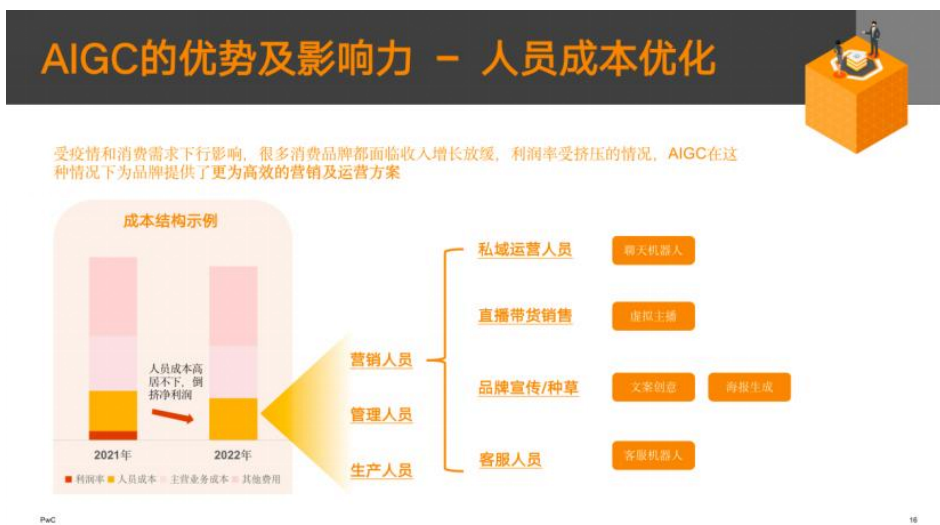 AIGC的优势及影响力 – 人员成本优化
受疫情和消费需求下行影响，很多消费品牌都面临收入增长放缓，利润率受挤压的情况，AIGC在这
种情况下为品牌提供了更为高效的营销及运营方案
成本结构示例
人员成本高
居不下，倒
挤净利润
2021年
2022年
利润率 人员成本 主营业务成本 其他费用
营销人员
管理人员
生产人员
私域运营人员
聊天机器人
直播带货销售
虚拟主播
品牌宣传/种草
文案创意
海报生成
客服人员
客服机器人
PwC
16